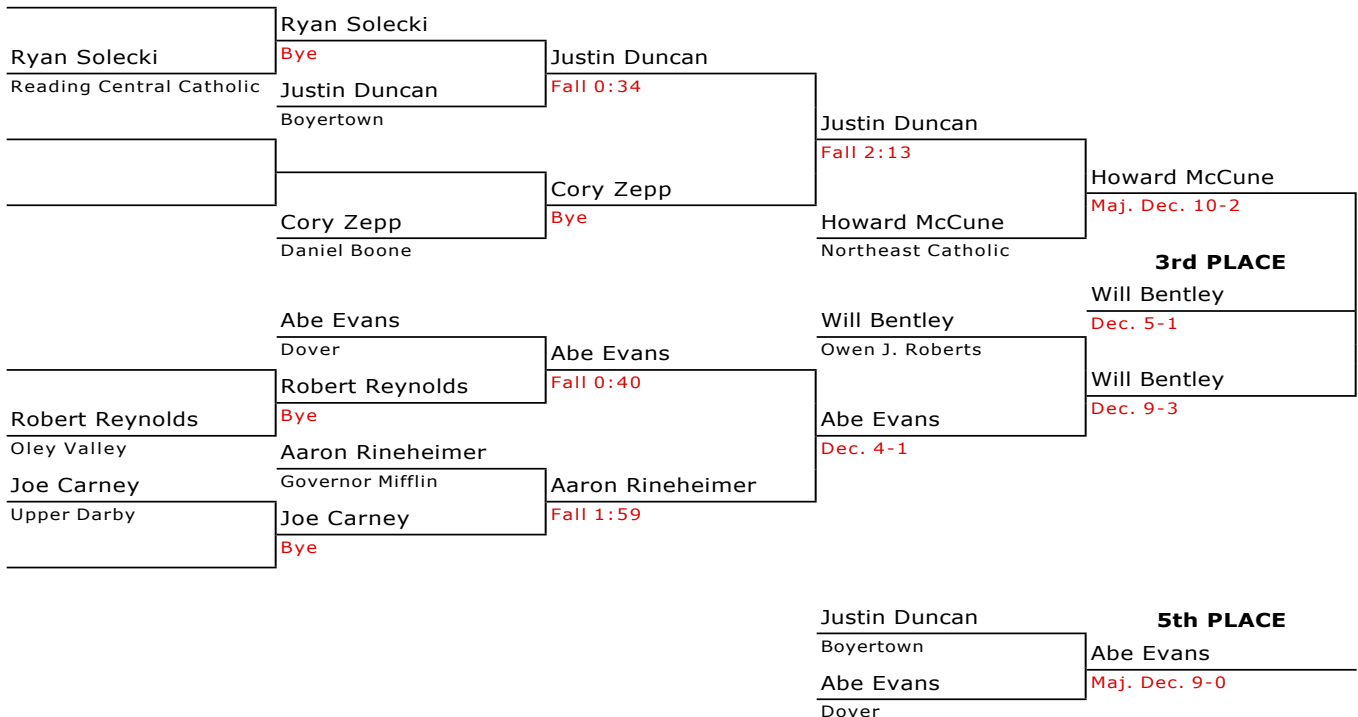 Ryan Solecki
Reading Central Catholic
Ryan Solecki
Bye
Justin Duncan
Boyertown
Justin Duncan
Fall 0:34
Cory Zepp
Daniel Boone
Cory Zepp
Bye
Justin Duncan
Fall 2:13
Howard McCune
Northeast Catholic
Howard McCune
Maj. Dec. 10-2
3rd PLACE
Will Bentley
Dec. 5-1
Abe Evans
Dover
Robert Reynolds
Oley Valley
Robert Reynolds
Bye
Abe Evans
Fall 0:40
Joe Carney
Upper Darby
Aaron Rineheimer
Governor Mifflin
Joe Carney
Bye
Aaron Rineheimer
Fall 1:59
Will Bentley
Owen J. Roberts
Abe Evans
Dec. 4-1
Will Bentley
Dec. 9-3
Justin Duncan
Boyertown
Abe Evans
Dover
5th PLACE
Abe Evans
Maj. Dec. 9-0